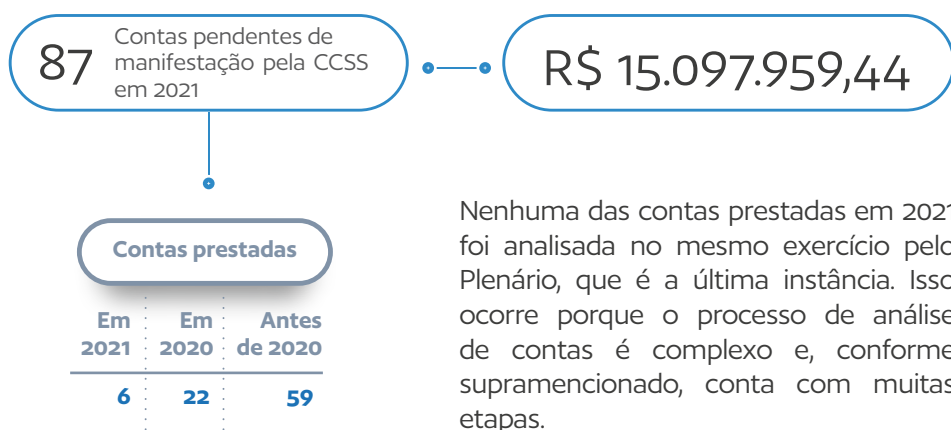 87
Contas pendentes de
manifestação pela CCSS
em 2021
R$ 15.097.959,44
Contas prestadas
Em 2021
Em 2020
Antes de 2020
6 22 59
Nenhuma das contas prestadas em 2021
foi analisada no mesmo exercício pelo
Plenário, que é a última instância. Isso
ocorre porque o processo de análise
de contas é complexo e, conforme
supramencionado, conta com muitas
etapas.